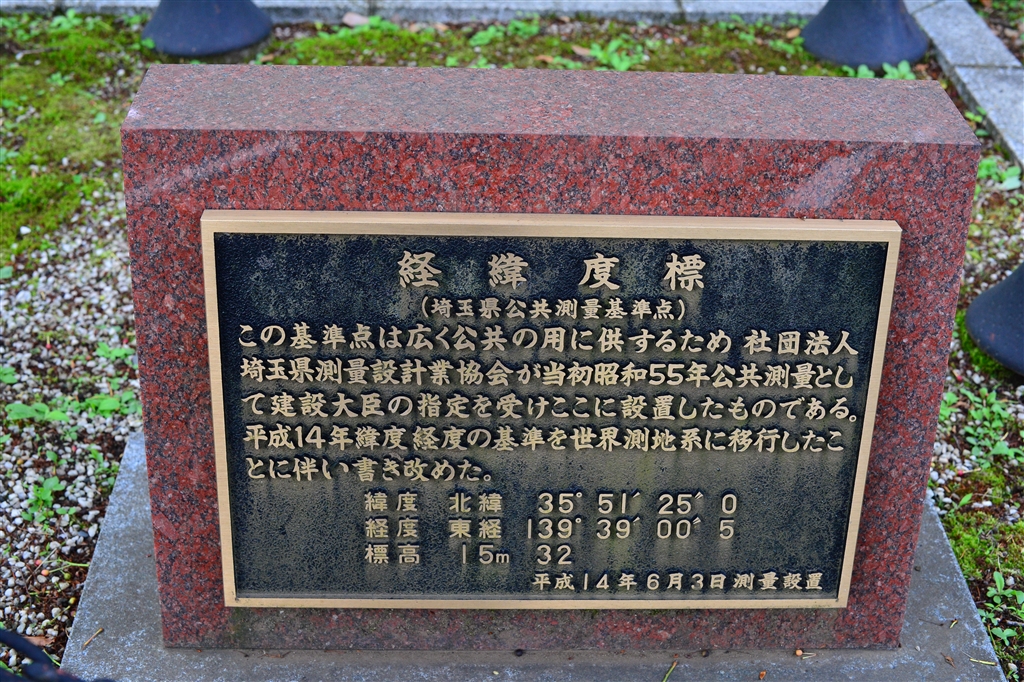 経緯度標
（埼玉県公共測量基準点）
この基準点は広く公共の用に供するため 社団法人
埼玉県測量設計業協会が当初昭和55年公共測量とし
て建設大臣の指定を受けここに設置したものである。
平成14年緯度経度の基準を世界測地系に移行したこ
とに伴い書き改めた。
緯度 北緯 35°51′25″0
経度 東経 139°39′00″5
標高 15m 32
平成14年6月3日測量設置